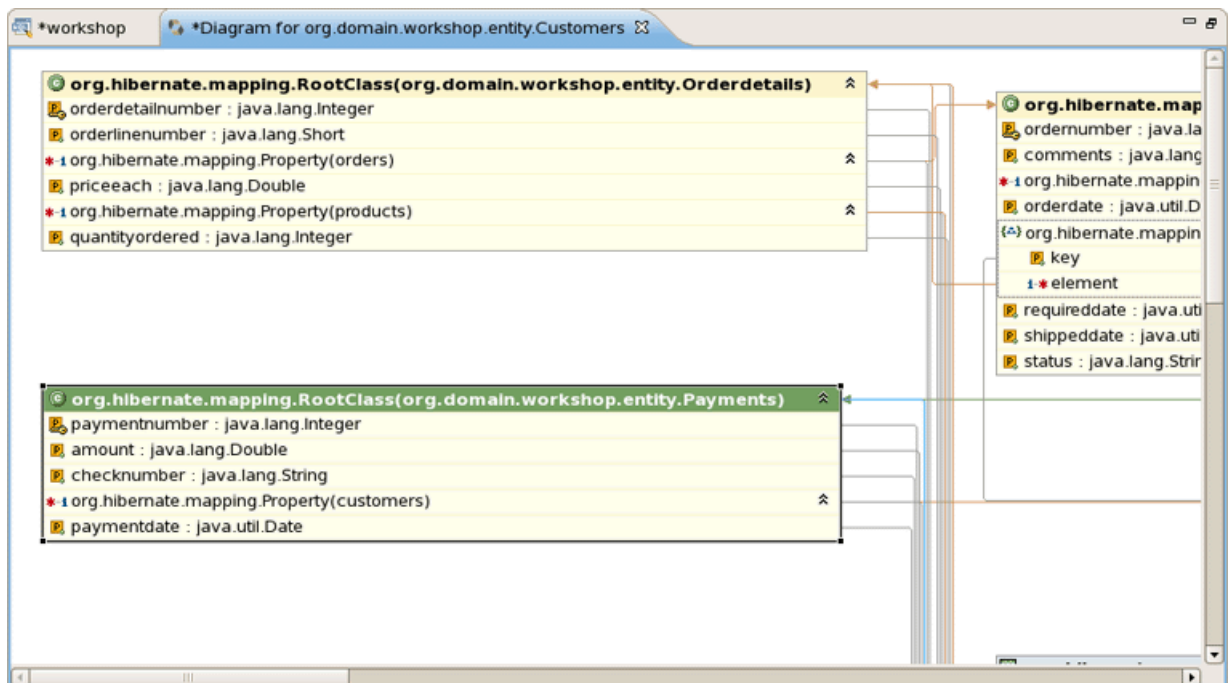 *workshop
*Diagram for org.domain.workshop.entity.Customers
org.hibernate.mapping.RootClass(org.domain.workshop.entity.Orderdetails)
orderdetailnumber : java.lang.Integer
orderlinenumber : java.lang.Short
org.hibernate.mapping.Property(orders)
priceeach : java.lang.Double
org.hibernate.mapping.Property(products)
quantityordered : java.lang.Integer
org.hibernate.map
ordernumber : java.la
comments : java.lang
org.hibernate.mappin
orderdate : java.util.D
org.hibernate.mappin
key
element
requireddate : java.uti
shippeddate : java.uti
status : java.lang.Strin
org.hibernate.mapping.RootClass(org.domain.workshop.entity.Payments)
paymentnumber : java.lang.Integer
amount : java.lang.Double
checknumber : java.lang.String
org.hibernate.mapping.Property(customers)
paymentdate : java.util.Date